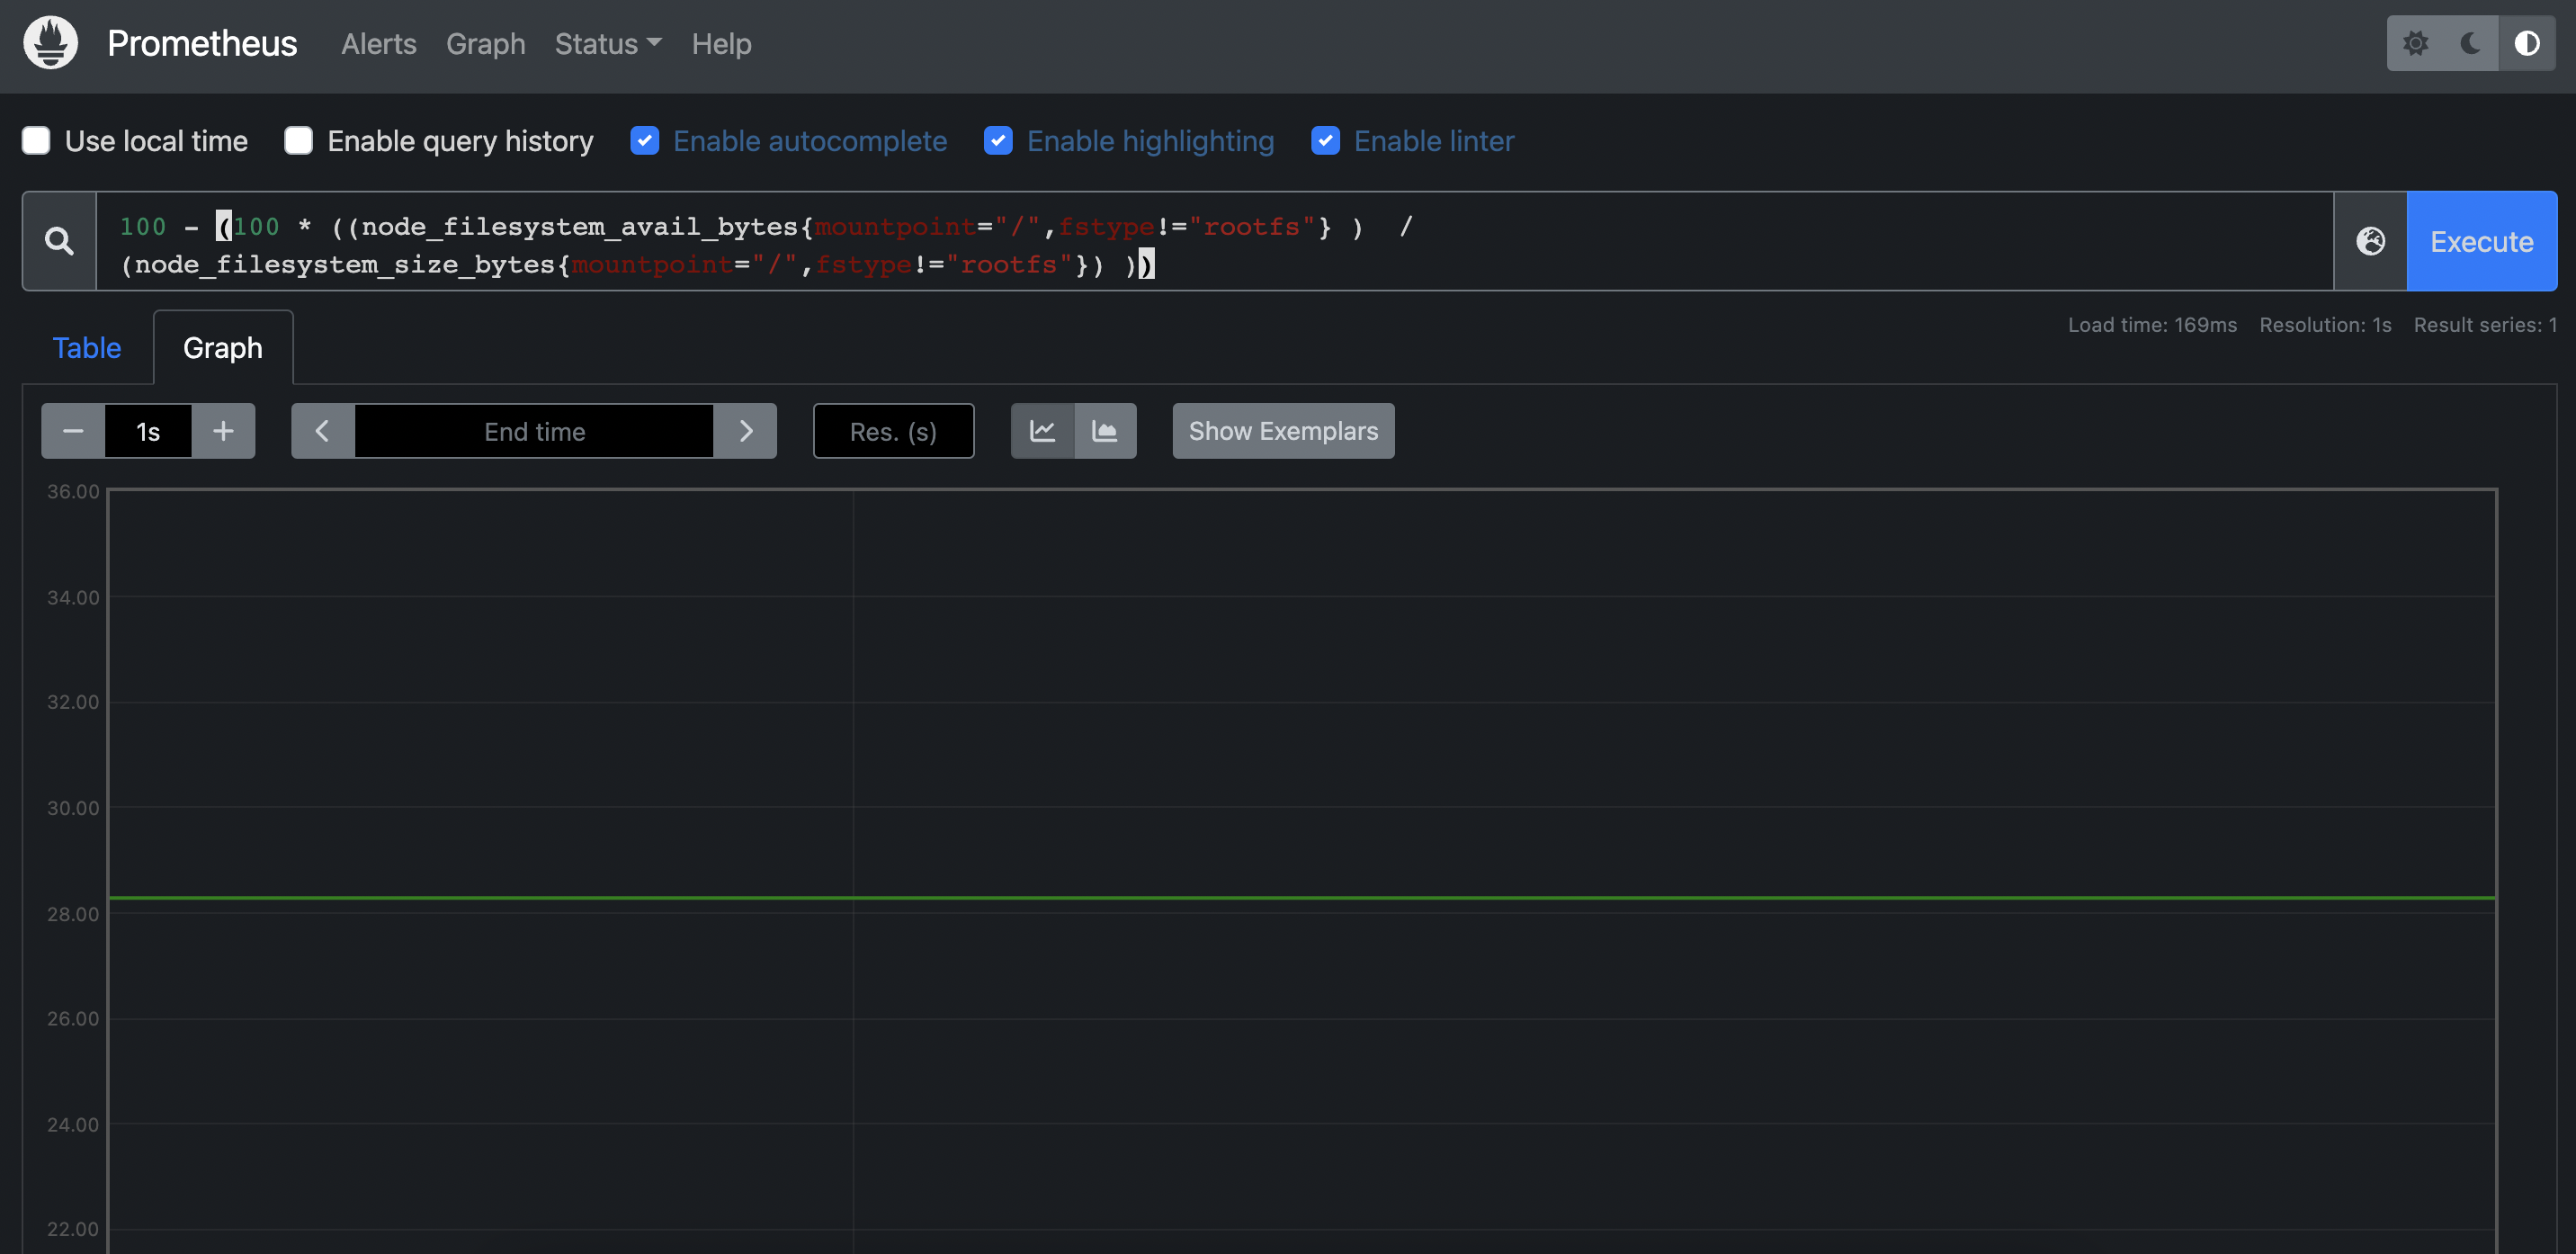 Prometheus Alerts Graph Status Help
Use local time Enable query history Enable autocomplete Enable highlighting Enable linter
100 - (100 * ((node_filesystem_avail_bytes{mountpoint="/",fstype!="rootfs"} )  /
(node_filesystem_size_bytes{mountpoint="/",fstype!="rootfs"}) ))
Execute
Load time: 169ms Resolution: 1s Result series: 1
Table Graph
1s End time Res. (s) Show Exemplars
36.00
34.00
32.00
30.00
28.00
26.00
24.00
22.00